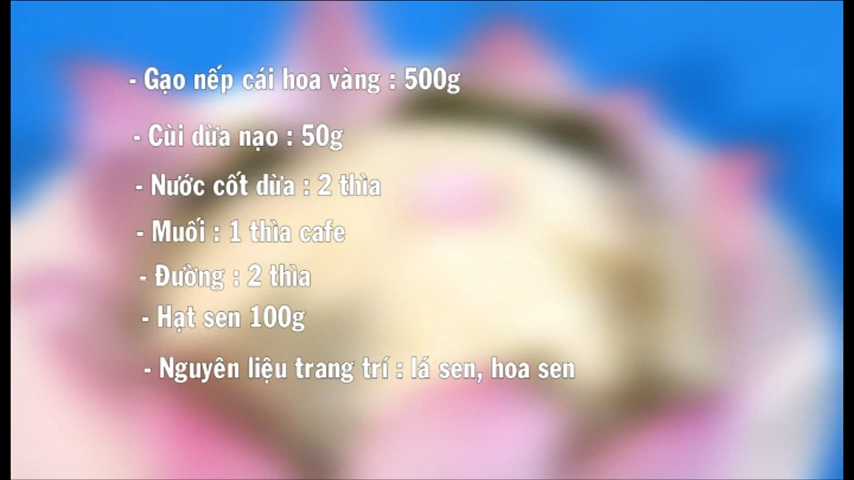 - Gạo nếp cái hoa vàng : 500g
- Cùi dừa nạo : 50g
- Nước cốt dừa : 2 thìa
- Muối : 1 thìa cafe
- Đường : 2 thìa
- Hạt sen 100g
- Nguyên liệu trang trí : lá sen, hoa sen